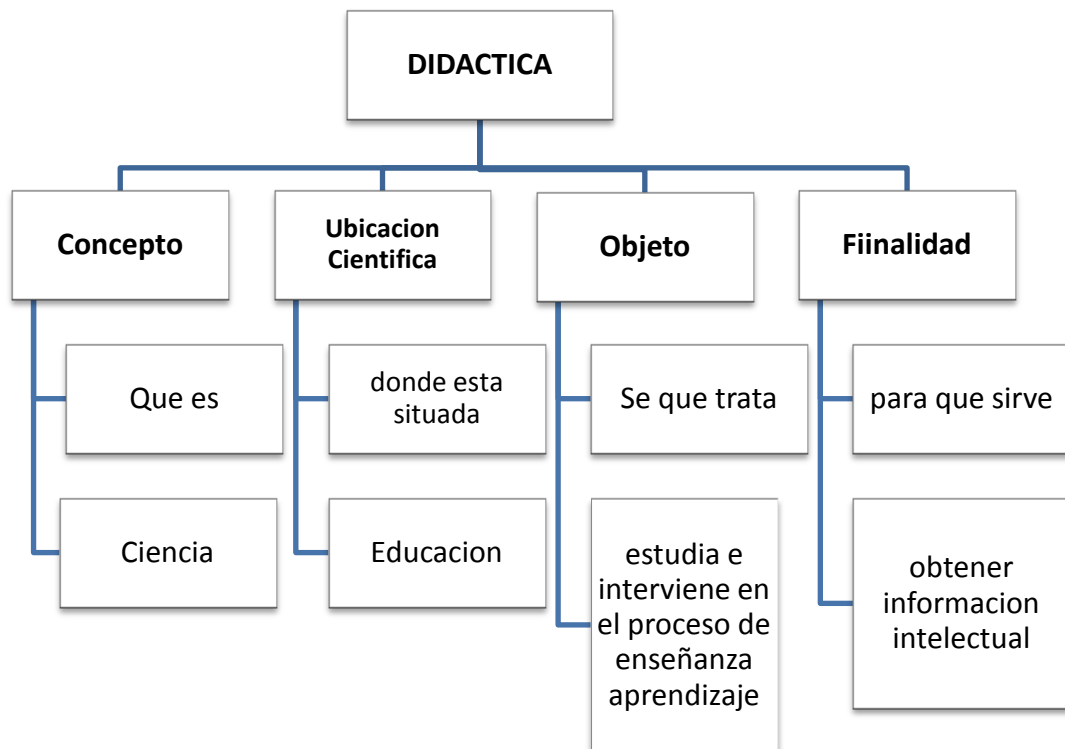 DIDACTICA
Concepto
Ubicacion
Cientifica
Objeto
Fiinalidad
Que es
donde esta
situada
Se que trata
para que sirve
Ciencia
Educacion
estudia e
interviene en
el proceso de
enseñanza
aprendizaje
obtener
informacion
intelectual